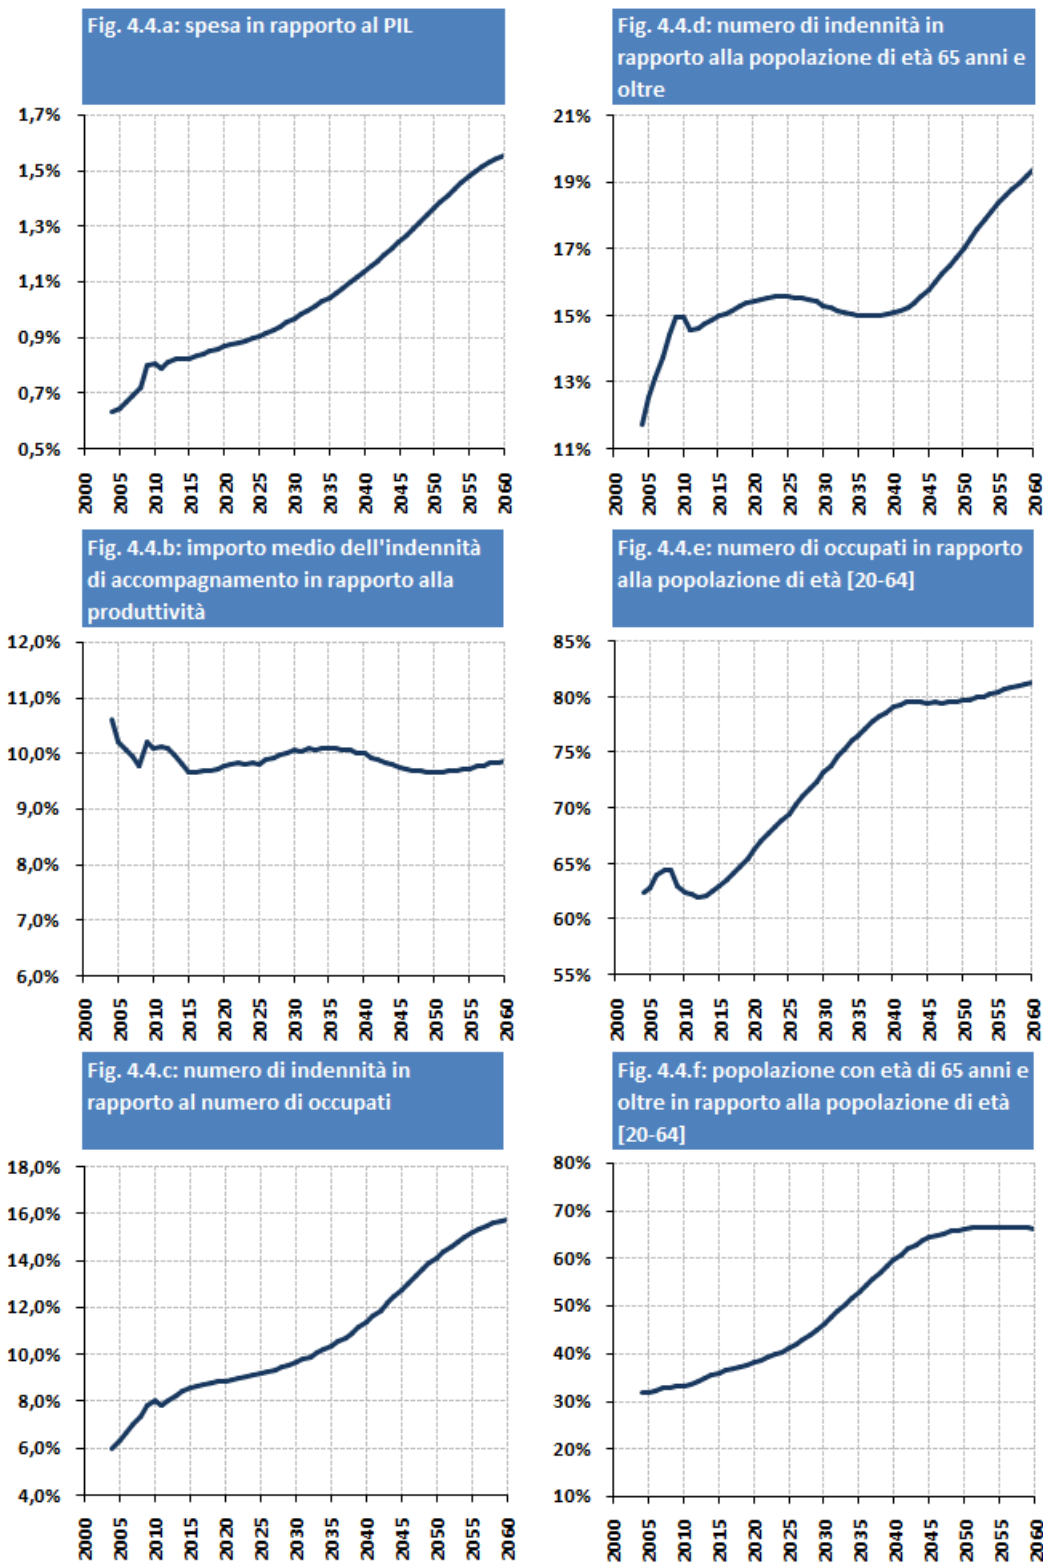 Fig. 4.4.a: spesa in rapporto al PIL
1,7%
1,5%
1,3%
1,1%
0,9%
0,7%
0,5%
2000 2005 2010 2015 2020 2025 2030 2035 2040 2045 2050 2055 2060
Fig. 4.4.d: numero di indennità in
rapporto alla popolazione di età 65 anni e
oltre
21%
19%
17%
15%
13%
11%
2000 2005 2010 2015 2020 2025 2030 2035 2040 2045 2050 2055 2060
Fig. 4.4.b: importo medio dell'indennità
di accompagnamento in rapporto alla
produttività
12,0%
11,0%
10,0%
9,0%
8,0%
7,0%
6,0%
2000 2005 2010 2015 2020 2025 2030 2035 2040 2045 2050 2055 2060
Fig. 4.4.e: numero di occupati in rapporto
alla popolazione di età [20-64]
85%
80%
75%
70%
65%
60%
55%
2000 2005 2010 2015 2020 2025 2030 2035 2040 2045 2050 2055 2060
Fig. 4.4.c: numero di indennità in
rapporto al numero di occupati
18,0%
16,0%
14,0%
12,0%
10,0%
8,0%
6,0%
4,0%
2000 2005 2010 2015 2020 2025 2030 2035 2040 2045 2050 2055 2060
Fig. 4.4.f: popolazione con età di 65 anni e
oltre in rapporto alla popolazione di età
[20-64]
80%
70%
60%
50%
40%
30%
20%
10%
2000 2005 2010 2015 2020 2025 2030 2035 2040 2045 2050 2055 2060